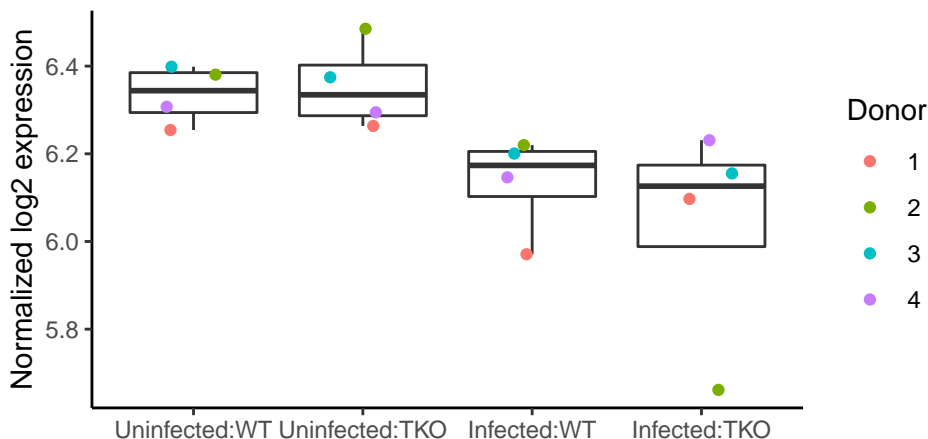 Normalized log2 expression
6.4
6.2
6.0
5.8
Uninfected:WT
Uninfected:TKO
Infected:WT
Infected:TKO
Donor
1
2
3
4